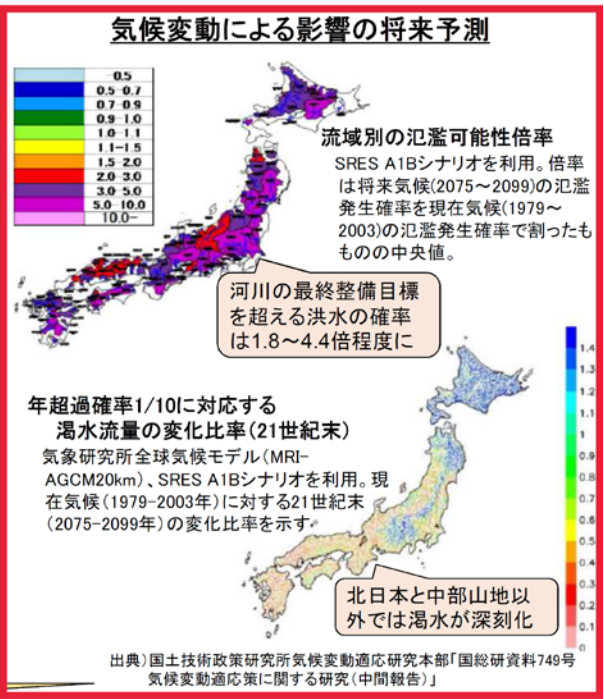 気候変動による影響の将来予測
-0.5
0.5-0.7
0.7-0.9
0.9-1.0
1.0-1.1
1.1-1.5
1.5-2.0
2.0-3.0
3.0-5.0
5.0-10.0
10.0-
流域別の氾濫可能性倍率
SRES A1Bシナリオを利用。倍率
は将来気候(2075～2099)の氾濫
発生確率を現在気候(1979～
2003)の氾濫発生確率で割ったも
ものの中央値。
河川の最終整備目標
を超える洪水の確率
は1.8～4.4倍程度に
年超過確率1/10に対応する
渇水流量の変化比率(21世紀末)
気象研究所全球気候モデル(MRI-
AGCM20km)、SRES A1Bシナリオを利用。現
在気候(1979-2003年)に対する21世紀末
(2075-2099年)の変化比率を示す。
1.4
1.3
1.2
1.1
1
0.9
0.8
0.7
0.6
0.5
0.4
0.3
0.2
0.1
0
北日本と中部山地以
外では渇水が深刻化
出典)国土技術政策研究所気候変動適応研究本部「国総研資料749号
気候変動適応策に関する研究(中間報告)」